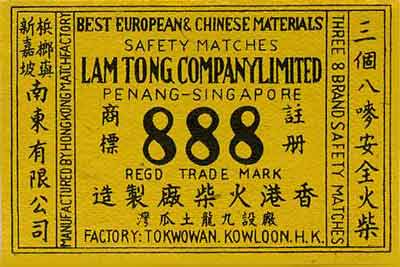 梹榔與
新嘉坡
南東有限公司
MANUFACTURED BY HONGKONG MATCH FACTORY
BEST EUROPEAN & CHINESE MATERIALS
SAFETY MATCHES
LAM TONG COMPANY LIMITED
PENANG-SINGAPORE
註册
888
商標
REGD TRADE MARK
香港火柴廠製造
廠設九龍土瓜灣
FACTORY: TOKWOWAN. KOWLOON. H.K.
THREE 8 BRAND SAFETY MATCHES
三個八嘜安全火柴